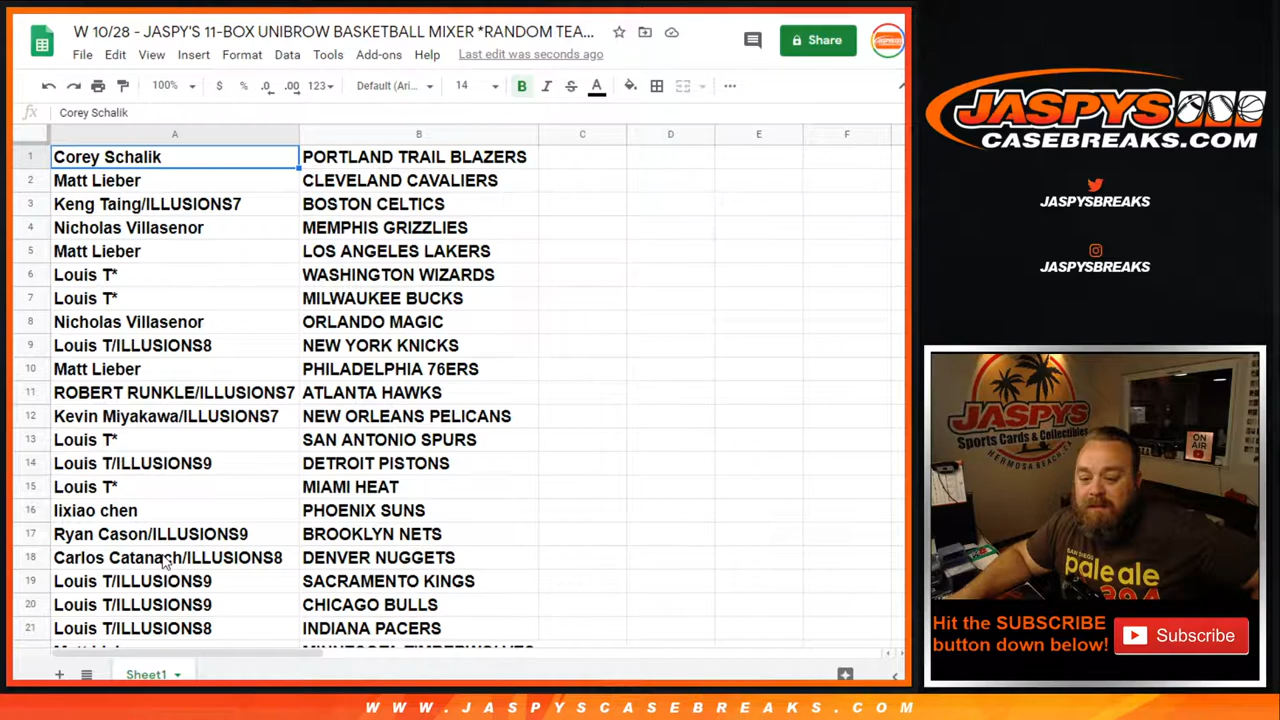 W 10/28 - JASPY'S 11-BOX UNIBROW BASKETBALL MIXER *RANDOM TEA...
File Edit View Insert Format Data Tools Add-ons Help Last edit was seconds ago
Share
100% $ % .0 .00 123 Default (Ari... 14 B I S A
fx Corey Schalik
A B C D E F
1 Corey Schalik PORTLAND TRAIL BLAZERS
2 Matt Lieber CLEVELAND CAVALIERS
3 Keng Taing/ILLUSIONS7 BOSTON CELTICS
4 Nicholas Villasenor MEMPHIS GRIZZLIES
5 Matt Lieber LOS ANGELES LAKERS
6 Louis T* WASHINGTON WIZARDS
7 Louis T* MILWAUKEE BUCKS
8 Nicholas Villasenor ORLANDO MAGIC
9 Louis T/ILLUSIONS8 NEW YORK KNICKS
10 Matt Lieber PHILADELPHIA 76ERS
11 ROBERT RUNKLE/ILLUSIONS7 ATLANTA HAWKS
12 Kevin Miyakawa/ILLUSIONS7 NEW ORLEANS PELICANS
13 Louis T* SAN ANTONIO SPURS
14 Louis T/ILLUSIONS9 DETROIT PISTONS
15 Louis T* MIAMI HEAT
16 lixiao chen PHOENIX SUNS
17 Ryan Cason/ILLUSIONS9 BROOKLYN NETS
18 Carlos Catanach/ILLUSIONS8 DENVER NUGGETS
19 Louis T/ILLUSIONS9 SACRAMENTO KINGS
20 Louis T/ILLUSIONS9 CHICAGO BULLS
21 Louis T/ILLUSIONS8 INDIANA PACERS
Matt Lieber MINNESOTA TIMBERWOLVES
Sheet1
JASPYS
CASEBREAKS.COM
JASPYSBREAKS
JASPYSBREAKS
JASPYS
Sports Cards & Collectibles
HERMOSA BEACH, CA
ON AIR
SAN DIEGO
pale ale
394
Hit the SUBSCRIBE
button down below!
Subscribe
WWW.JASPYSCASEBREAKS.COM